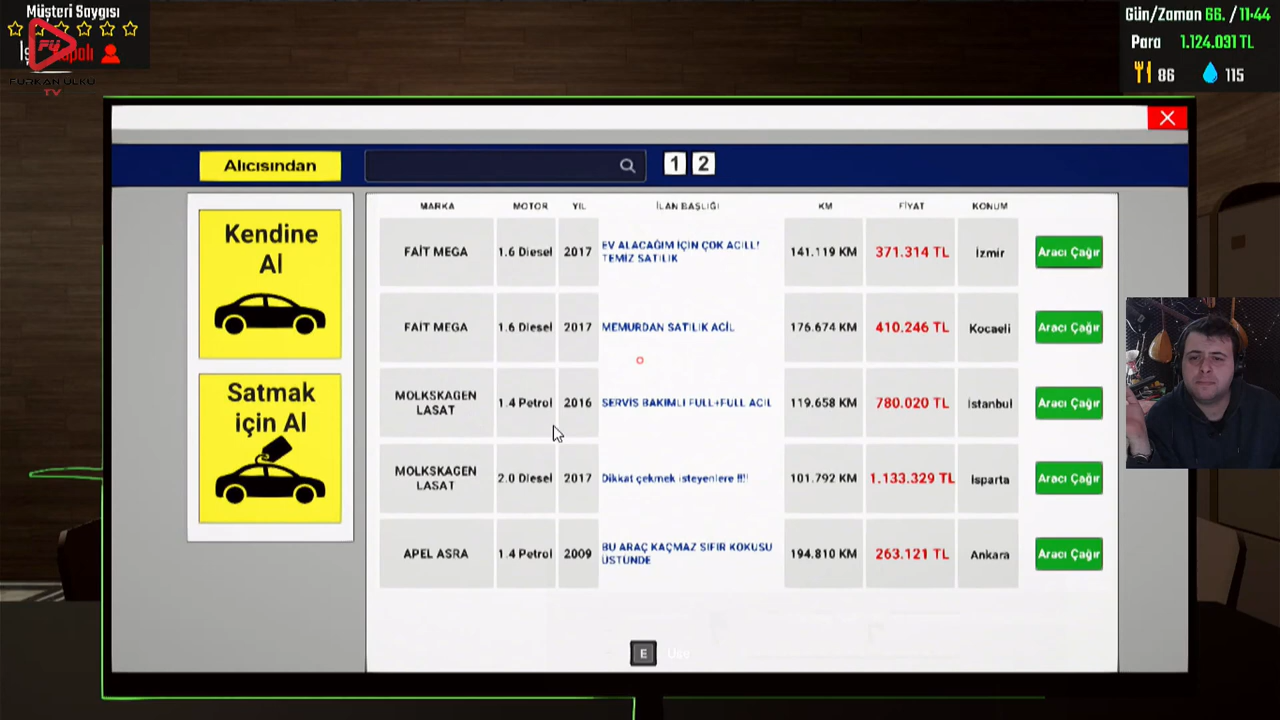 Müşteri Saygısı
FURKAN ÜLKÜ
TV
Gün/Zaman 66. / 11:44
Para 1.124.031 TL
86 115
Alıcısından
1 2
Kendine
Al
Satmak
için Al
MARKA MOTOR YIL İLAN BAŞLIĞI KM FİYAT KONUM
FAİT MEGA 1.6 Diesel 2017 EV ALACAĞIM İÇİN ÇOK ACİLL! TEMİZ SATILIK 141.119 KM 371.314 TL İzmir Aracı Çağır
FAİT MEGA 1.6 Diesel 2017 MEMURDAN SATILIK ACİL 176.674 KM 410.246 TL Kocaeli Aracı Çağır
MOLKSKAGEN LASAT 1.4 Petrol 2016 SERVİS BAKIMLI FULL+FULL ACİL 119.658 KM 780.020 TL İstanbul Aracı Çağır
MOLKSKAGEN LASAT 2.0 Diesel 2017 Dikkat çekmek isteyenlere !!!! 101.792 KM 1.133.329 TL Isparta Aracı Çağır
APEL ASRA 1.4 Petrol 2009 BU ARAÇ KAÇMAZ SIFIR KOKUSU ÜSTÜNDE 194.810 KM 263.121 TL Ankara Aracı Çağır
E